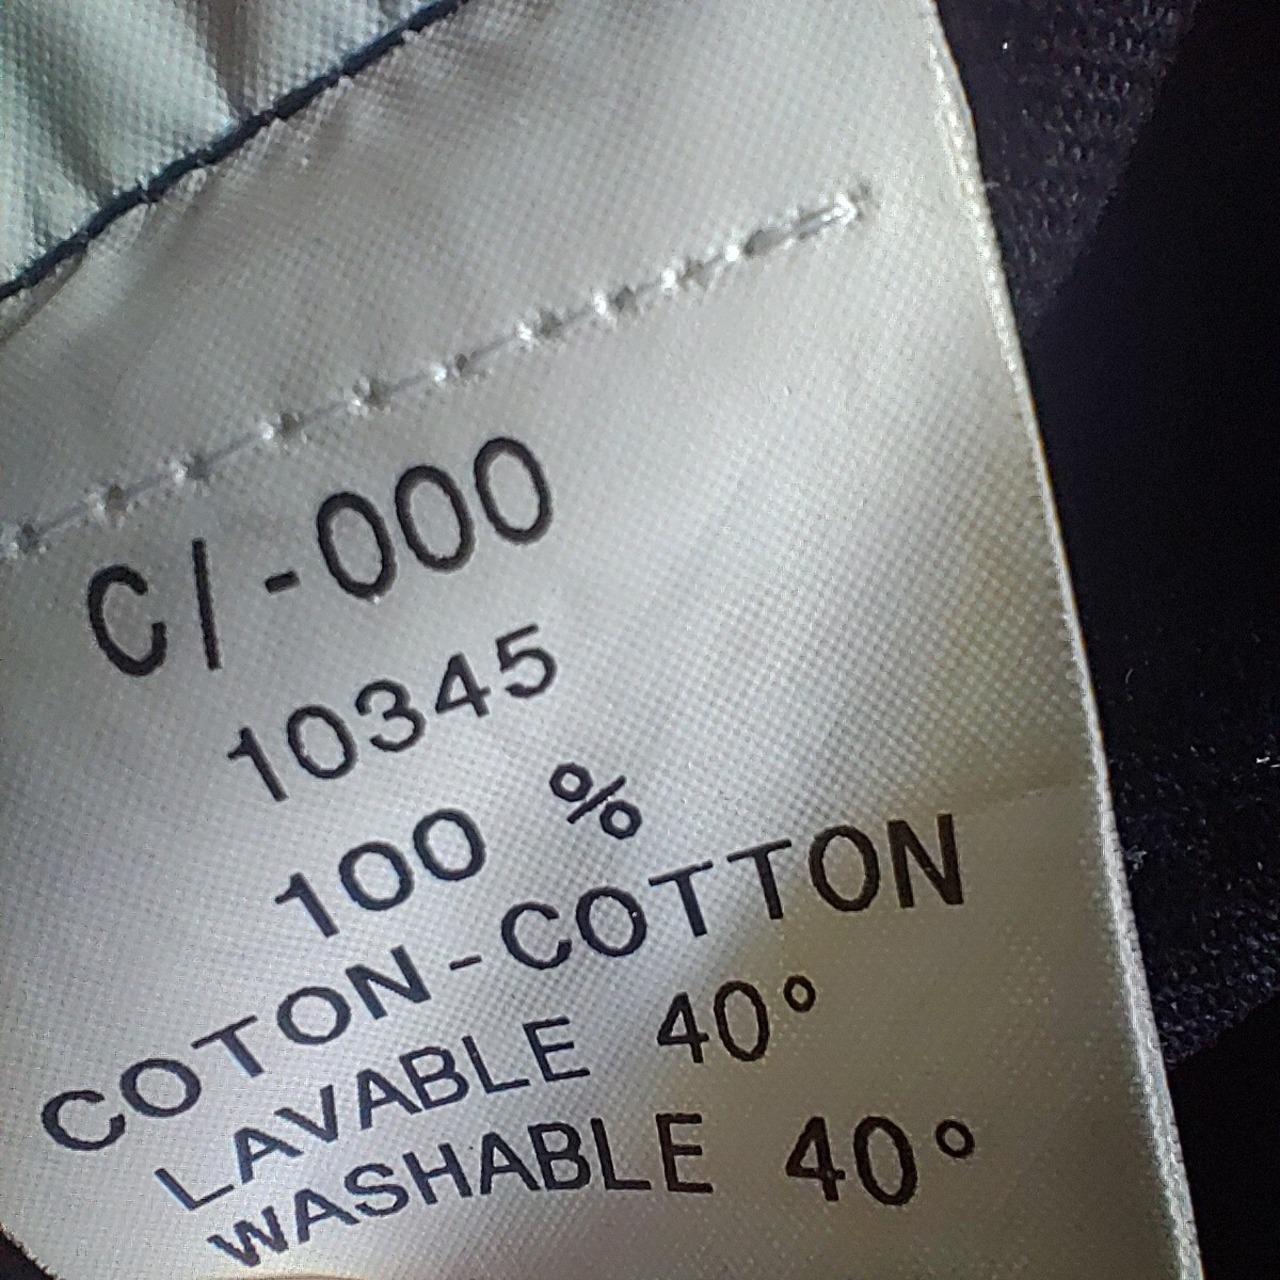 C/-000
10345
100 %
COTON-COTTON
LAVABLE 40°
WASHABLE 40°